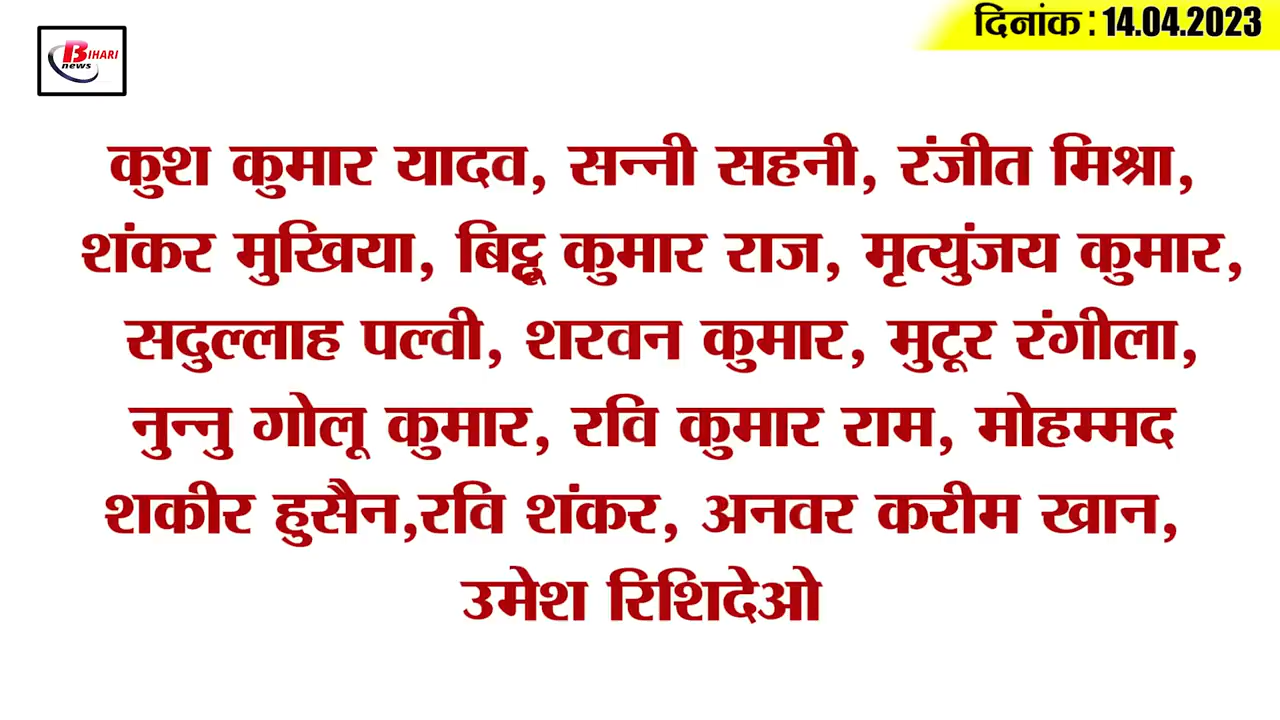 BIHARI
news
दिनांक : 14.04.2023
कुश कुमार यादव, सन्नी सहनी, रंजीत मिश्रा,
शंकर मुखिया, बिट्टू कुमार राज, मृत्युंजय कुमार,
सदुल्लाह पल्वी, शरवन कुमार, मुटूर रंगीला,
नुन्नु गोलू कुमार, रवि कुमार राम, मोहम्मद
शकीर हुसैन,रवि शंकर, अनवर करीम खान,
उमेश रिशिदेओ